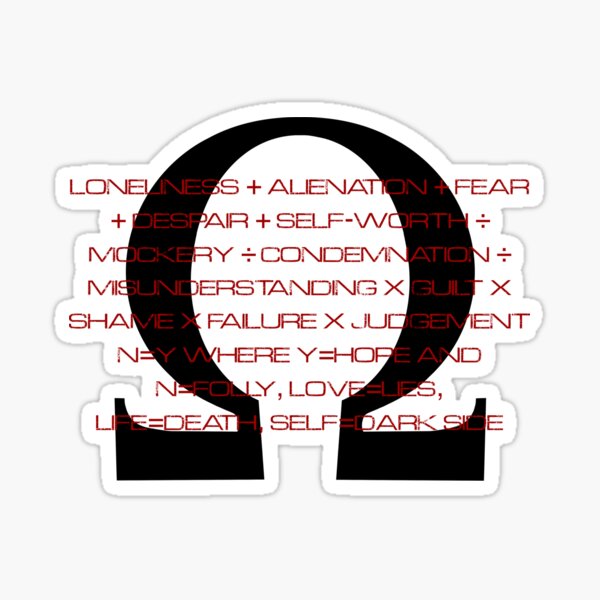 LONELINESS + ALIENATION + FEAR
+ DESPAIR + SELF-WORTH ÷
MOCKERY ÷ CONDEMNATION ÷
MISUNDERSTANDING X GUILT X
SHAME X FAILURE X JUDGEMENT
N=Y WHERE Y=HOPE AND
N=FOLLY, LOVE=LIES,
LIFE=DEATH, SELF=DARK SIDE
Ω